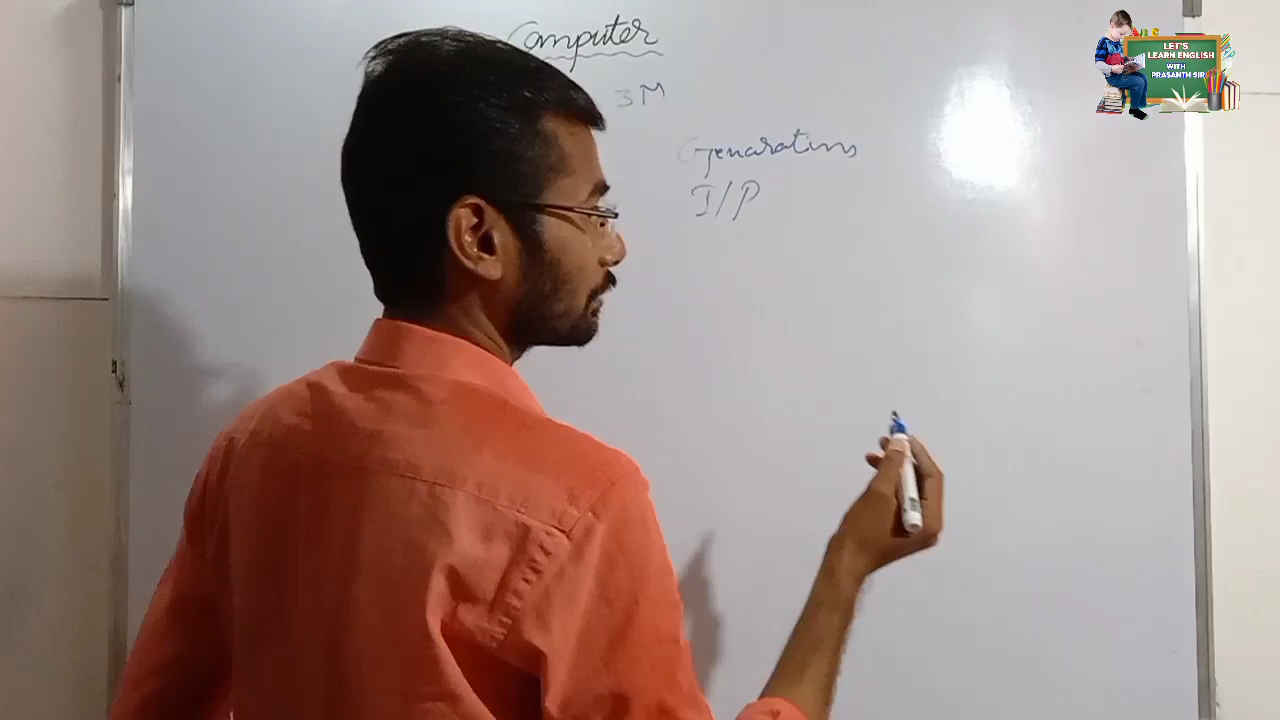 Computer
3M
Generations
I/P
LET'S
LEARN ENGLISH
WITH
PRASANTH SIR